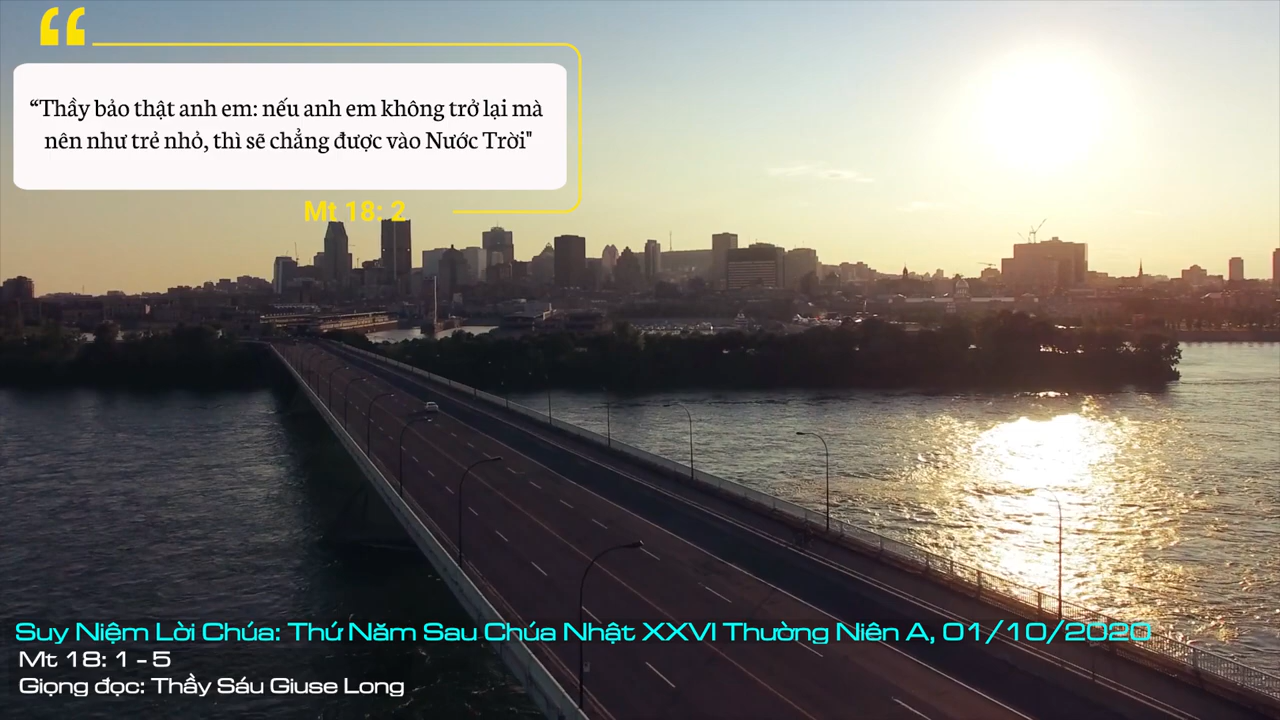 “Thầy bảo thật anh em: nếu anh em không trở lại mà
nên như trẻ nhỏ, thì sẽ chẳng được vào Nước Trời"
Mt 18: 2
Suy Niệm Lời Chúa: Thứ Năm Sau Chúa Nhật XXVI Thường Niên A, 01/10/2020
Mt 18: 1 - 5
Giọng đọc: Thầy Sáu Giuse Long